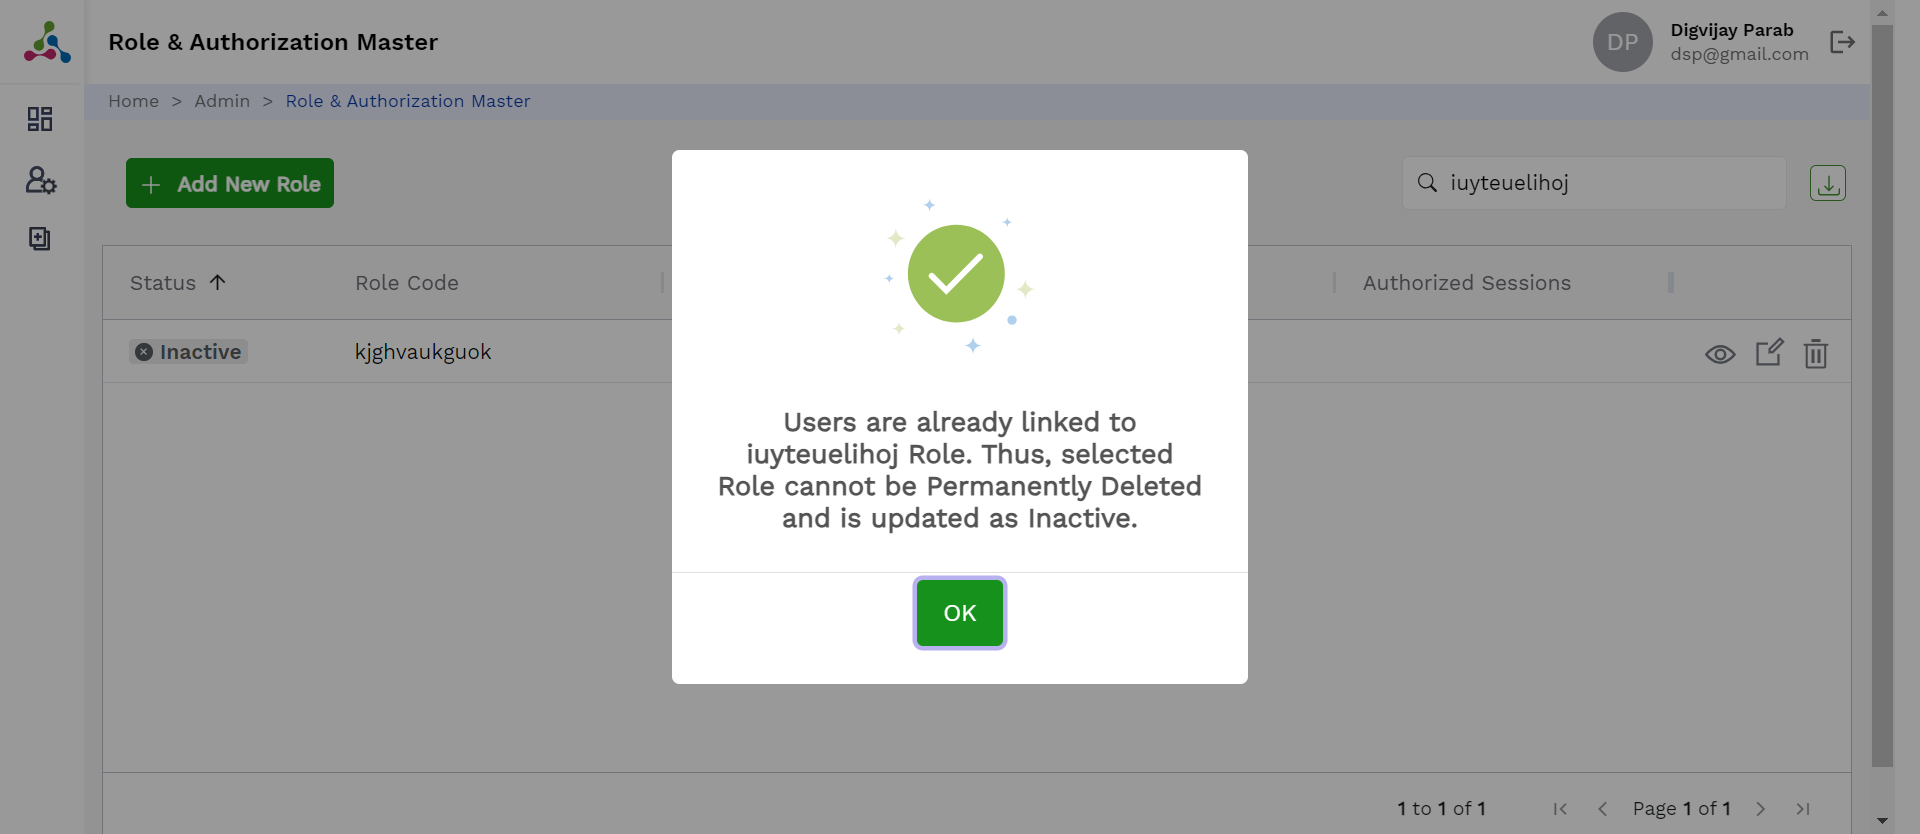 Role & Authorization Master
DP
Digvijay Parab
dsp@gmail.com
Home > Admin > Role & Authorization Master
+ Add New Role
iuyteuelihoj
Status Role Code Authorized Sessions
Inactive kjghvaukguok
Users are already linked to
iuyteuelihoj Role. Thus, selected
Role cannot be Permanently Deleted
and is updated as Inactive.
OK
1 to 1 of 1 Page 1 of 1